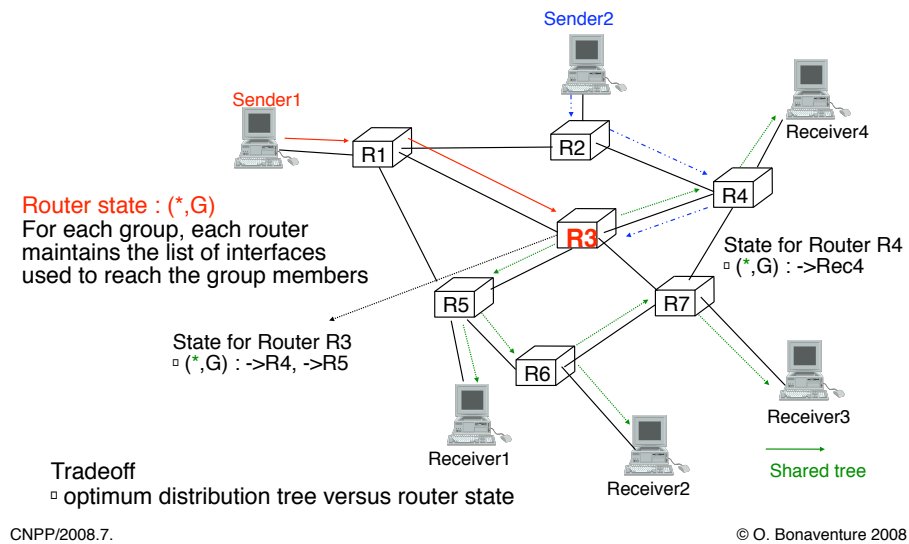 Sender2
Sender1
Receiver4
R1
R2
R4
Router state : (*,G)
For each group, each router
maintains the list of interfaces
used to reach the group members
R3
State for Router R4
▫ (*,G) : ->Rec4
R5
R7
State for Router R3
▫ (*,G) : ->R4, ->R5
R6
Receiver3
Receiver1
Shared tree
Tradeoff
▫ optimum distribution tree versus router state
Receiver2
CNPP/2008.7.
© O. Bonaventure 2008